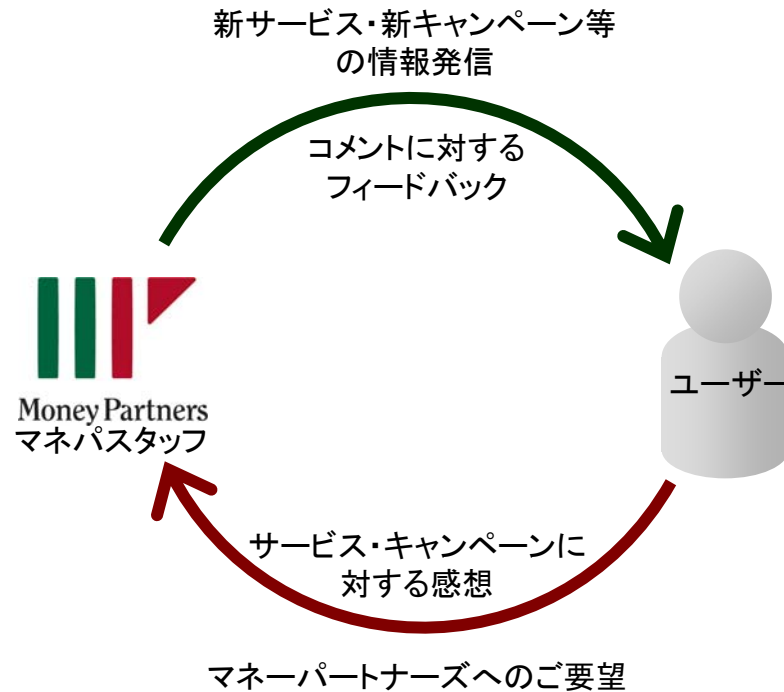 新サービス・新キャンペーン等
の情報発信
コメントに対する
フィードバック
Money Partners
マネパスタッフ
ユーザー
サービス・キャンペーンに
対する感想
マネーパートナーズへのご要望